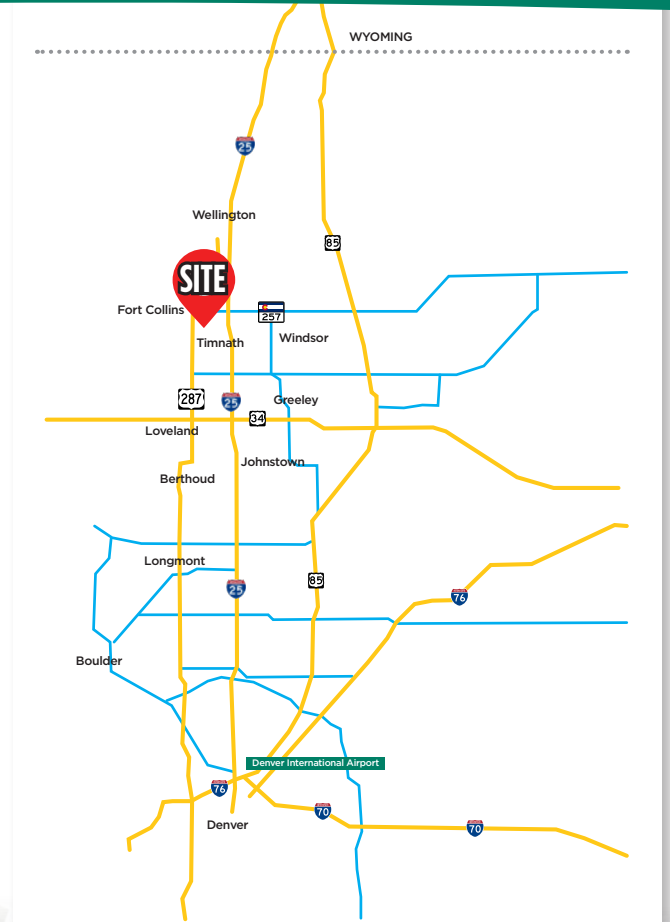 WYOMING
25
Wellington
85
SITE
Fort Collins
257
Timnath
Windsor
287
25
Greeley
34
Loveland
Johnstown
Berthoud
Longmont
85
25
76
Boulder
Denver International Airport
76
70
Denver
70